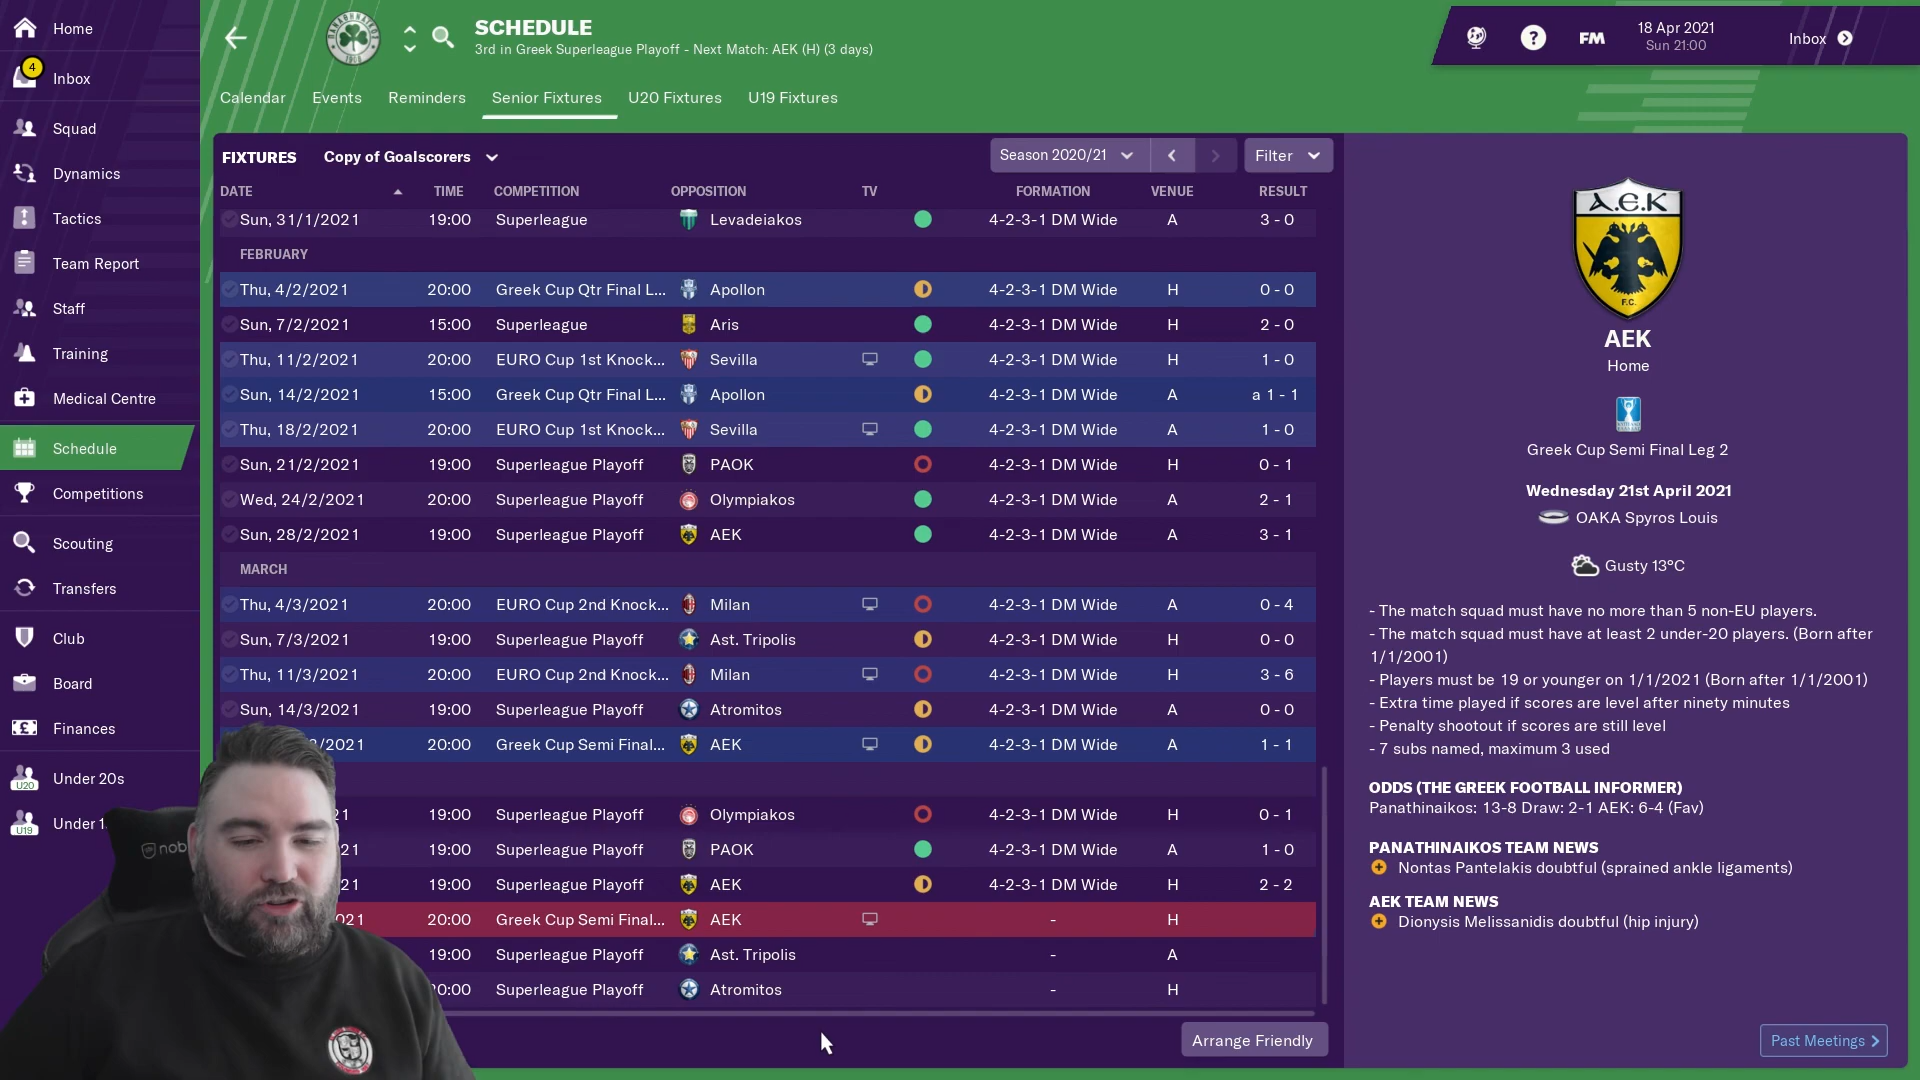 Home
4
Inbox
Squad
Dynamics
Tactics
Team Report
Staff
Training
Medical Centre
Schedule
Competitions
Scouting
Transfers
Club
Board
Finances
U20 Under 20s
U19 Under 1
SCHEDULE
3rd in Greek Superleague Playoff - Next Match: AEK (H) (3 days)
FM
18 Apr 2021
Sun 21:00
Inbox
Calendar Events Reminders Senior Fixtures U20 Fixtures U19 Fixtures
FIXTURES Copy of Goalscorers Season 2020/21 Filter
DATE TIME COMPETITION OPPOSITION TV FORMATION VENUE RESULT
Sun, 31/1/2021 19:00 Superleague Levadeiakos 4-2-3-1 DM Wide A 3 - 0
FEBRUARY
Thu, 4/2/2021 20:00 Greek Cup Qtr Final L... Apollon 4-2-3-1 DM Wide H 0 - 0
Sun, 7/2/2021 15:00 Superleague Aris 4-2-3-1 DM Wide H 2 - 0
Thu, 11/2/2021 20:00 EURO Cup 1st Knock... Sevilla 4-2-3-1 DM Wide H 1 - 0
Sun, 14/2/2021 15:00 Greek Cup Qtr Final L... Apollon 4-2-3-1 DM Wide A a 1 - 1
Thu, 18/2/2021 20:00 EURO Cup 1st Knock... Sevilla 4-2-3-1 DM Wide A 1 - 0
Sun, 21/2/2021 19:00 Superleague Playoff PAOK 4-2-3-1 DM Wide H 0 - 1
Wed, 24/2/2021 20:00 Superleague Playoff Olympiakos 4-2-3-1 DM Wide A 2 - 1
Sun, 28/2/2021 19:00 Superleague Playoff AEK 4-2-3-1 DM Wide A 3 - 1
MARCH
Thu, 4/3/2021 20:00 EURO Cup 2nd Knock... Milan 4-2-3-1 DM Wide A 0 - 4
Sun, 7/3/2021 19:00 Superleague Playoff Ast. Tripolis 4-2-3-1 DM Wide H 0 - 0
Thu, 11/3/2021 20:00 EURO Cup 2nd Knock... Milan 4-2-3-1 DM Wide H 3 - 6
Sun, 14/3/2021 19:00 Superleague Playoff Atromitos 4-2-3-1 DM Wide A 0 - 0
/2021 20:00 Greek Cup Semi Final... AEK 4-2-3-1 DM Wide A 1 - 1
21 19:00 Superleague Playoff Olympiakos 4-2-3-1 DM Wide H 0 - 1
21 19:00 Superleague Playoff PAOK 4-2-3-1 DM Wide A 1 - 0
21 19:00 Superleague Playoff AEK 4-2-3-1 DM Wide H 2 - 2
021 20:00 Greek Cup Semi Final... AEK - H
19:00 Superleague Playoff Ast. Tripolis - A
20:00 Superleague Playoff Atromitos - H
Arrange Friendly
nob
A.E.K
F.C.
AEK
Home
Greek Cup Semi Final Leg 2
Wednesday 21st April 2021
OAKA Spyros Louis
Gusty 13°C
- The match squad must have no more than 5 non-EU players.
- The match squad must have at least 2 under-20 players. (Born after
1/1/2001)
- Players must be 19 or younger on 1/1/2021 (Born after 1/1/2001)
- Extra time played if scores are level after ninety minutes
- Penalty shootout if scores are still level
- 7 subs named, maximum 3 used
ODDS (THE GREEK FOOTBALL INFORMER)
Panathinaikos: 13-8 Draw: 2-1 AEK: 6-4 (Fav)
PANATHINAIKOS TEAM NEWS
Nontas Pantelakis doubtful (sprained ankle ligaments)
AEK TEAM NEWS
Dionysis Melissanidis doubtful (hip injury)
Past Meetings